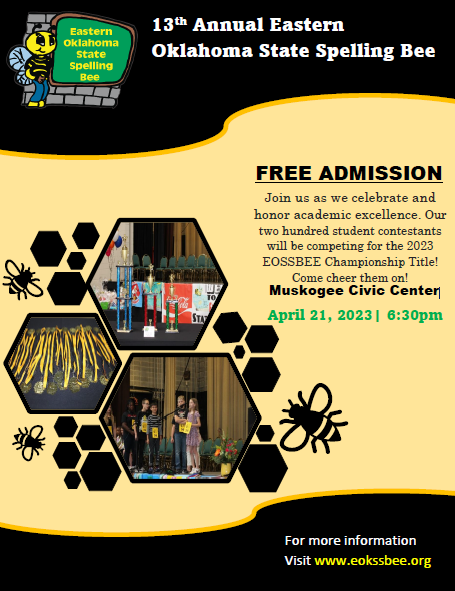 Eastern
Oklahoma
State
Spelling
Bee
13th Annual Eastern
Oklahoma State Spelling Bee
FREE ADMISSION
Join us as we celebrate and
honor academic excellence. Our
two hundred student contestants
will be competing for the 2023
EOSSBEE Championship Title!
Come cheer them on!
Muskogee Civic Center
April 21, 2023| 6:30pm
For more information
Visit www.eokssbee.org